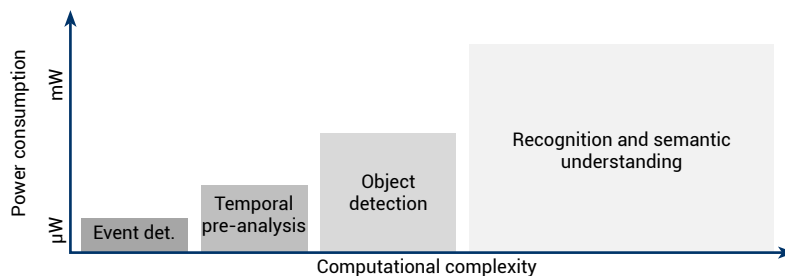 Power consumption
mW
µW
Event det.
Temporal
pre-analysis
Object
detection
Recognition and semantic
understanding
Computational complexity